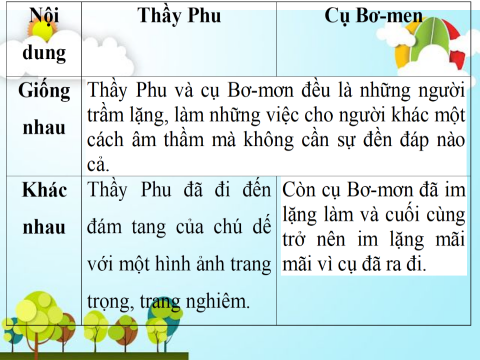 Nội
dung
Thầy Phu
Cụ Bơ-men
Giống
nhau
Thầy Phu và cụ Bơ-mơn đều là những người
trầm lặng, làm những việc cho người khác một
cách âm thầm mà không cần sự đền đáp nào
cả.
Khác
nhau
Thầy Phu đã đi đến
đám tang của chú dế
với một hình ảnh trang
trọng, trang nghiêm.
Còn cụ Bơ-mơn đã im
lặng làm và cuối cùng
trở nên im lặng mãi
mãi vì cụ đã ra đi.